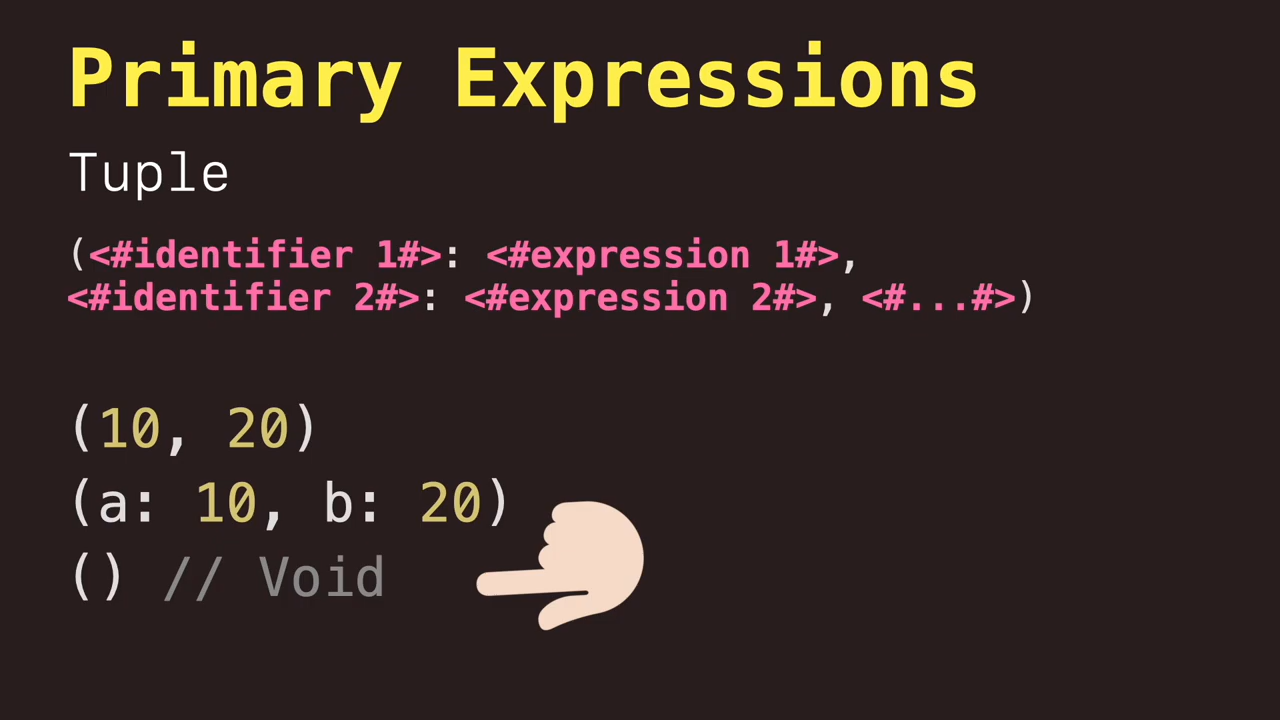 Primary Expressions
Tuple
(<#identifier 1#>: <#expression 1#>,
<#identifier 2#>: <#expression 2#>, <#...#>)
(10, 20)
(a: 10, b: 20)
() // Void